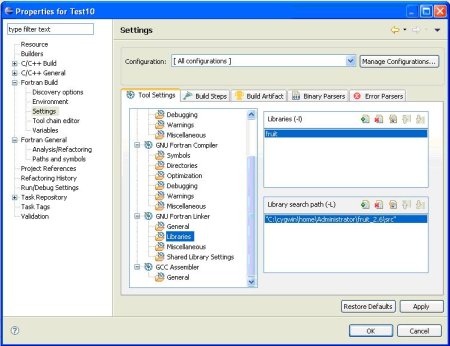 Properties for Test10
type filter text
Resource
Builders
C/C++ Build
C/C++ General
Fortran Build
Discovery options
Environment
Settings
Tool chain editor
Variables
Fortran General
Analysis/Refactoring
Paths and symbols
Project References
Refactoring History
Run/Debug Settings
Task Repository
Task Tags
Validation
Settings
Configuration: [ All configurations ] Manage Configurations...
Tool Settings Build Steps Build Artifact Binary Parsers Error Parsers
Debugging
Warnings
Miscellaneous
GNU Fortran Compiler
Symbols
Directories
Optimization
Debugging
Warnings
Miscellaneous
GNU Fortran Linker
General
Libraries
Miscellaneous
Shared Library Settings
GCC Assembler
General
Libraries (-l)
fruit
Library search path (-L)
"C:\cygwin\home\Administrator\fruit_2.6\src"
Restore Defaults Apply
OK Cancel